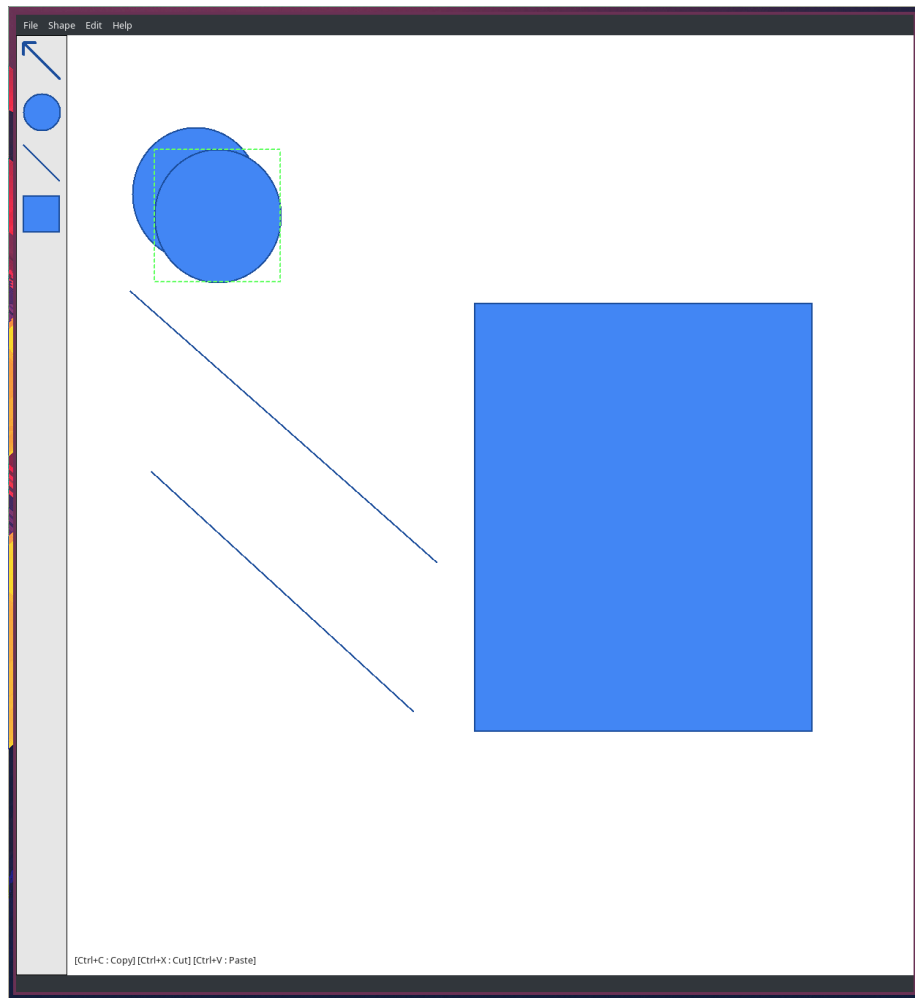 File Shape Edit Help
[Ctrl+C : Copy] [Ctrl+X : Cut] [Ctrl+V : Paste]